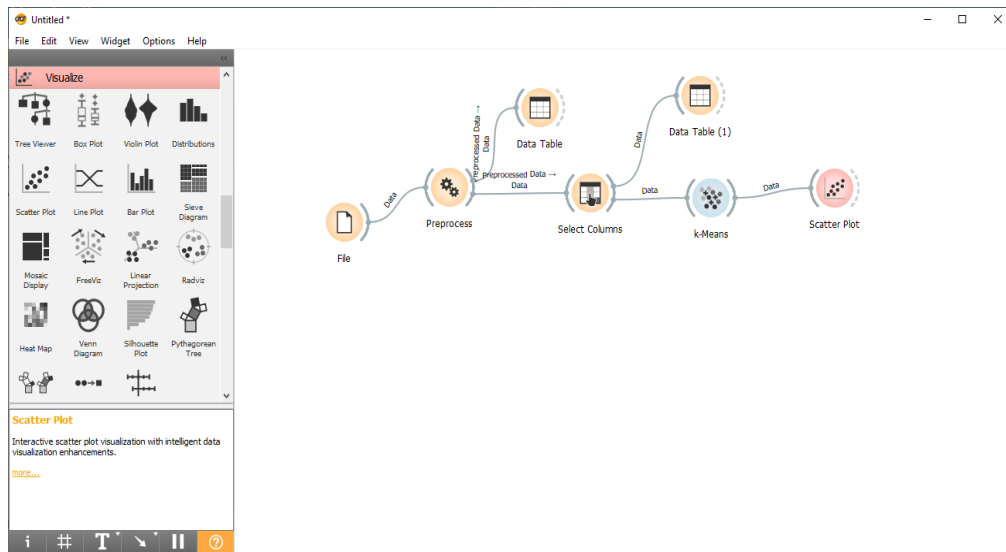 Untitled *
File Edit View Widget Options Help
Visualize
Tree Viewer
Box Plot
Violin Plot
Distributions
Scatter Plot
Line Plot
Bar Plot
Sieve
Diagram
Mosaic
Display
FreeViz
Linear
Projection
Radviz
Heat Map
Venn
Diagram
Silhouette
Plot
Pythagorean
Tree
Scatter Plot
Interactive scatter plot visualization with intelligent data
visualization enhancements.
more...
File
Data
Preprocess
Preprocessed Data →
Data
Data Table
Preprocessed Data →
Data
Select Columns
Data
Data Table (1)
Data
k-Means
Data
Scatter Plot